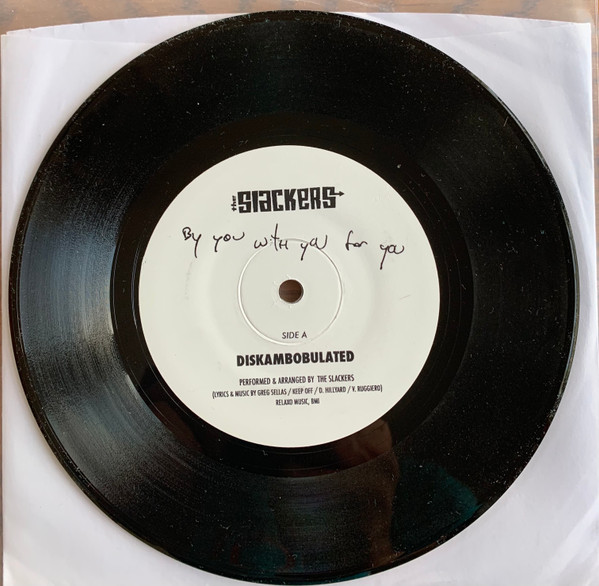 the SLACKERS
By you with you for you
SIDE A
DISKAMBOBULATED
PERFORMED & ARRANGED BY THE SLACKERS
(LYRICS & MUSIC BY GREG SELLAS / KEEP OFF / D. HILLYARD / V. RUGGIERO)
RELAXO MUSIC, BMI